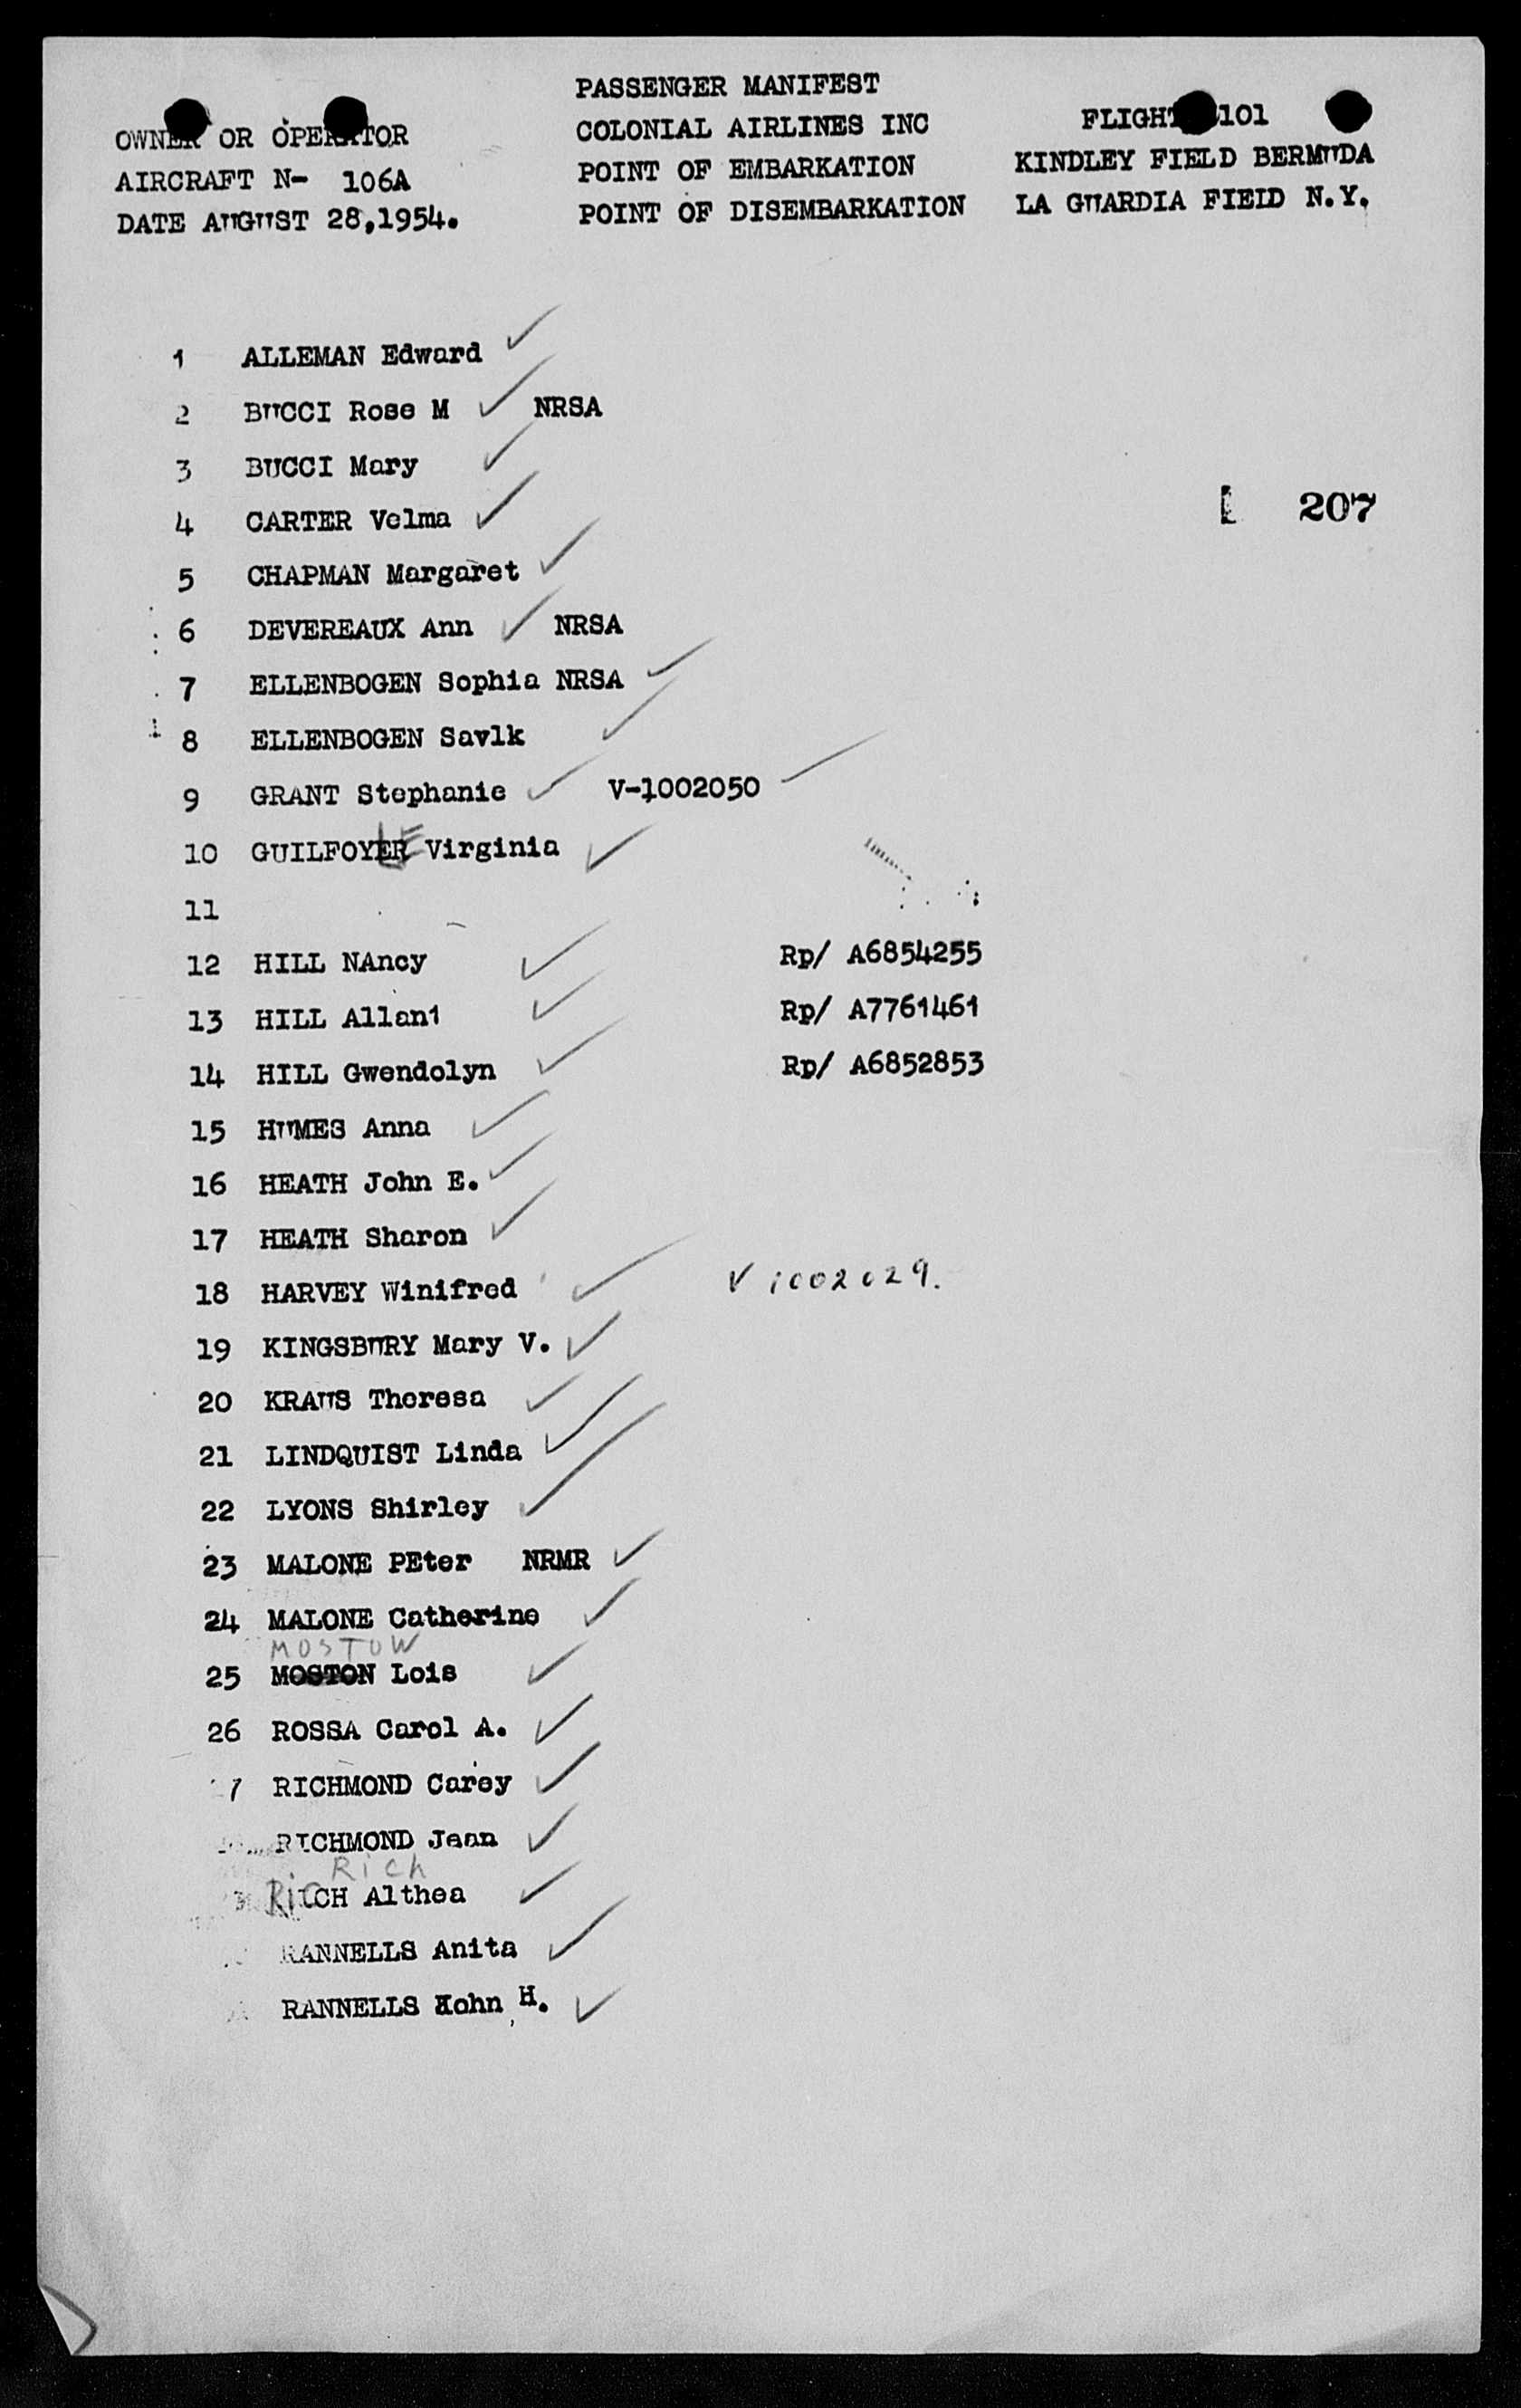 PASSENGER MANIFEST
OWNER OR OPERATOR COLONIAL AIRLINES INC FLIGHT 101
AIRCRAFT N- 106A POINT OF EMBARKATION KINDLEY FIELD BERMUDA
DATE AUGUST 28,1954. POINT OF DISEMBARKATION LA GUARDIA FIELD N.Y.
1 ALLEMAN Edward
2 BUCCI Rose M NRSA
3 BUCCI Mary
207
4 CARTER Velma
5 CHAPMAN Margaret
6 DEVEREAUX Ann NRSA
7 ELLENBOGEN Sophia NRSA
8 ELLENBOGEN Savlk
9 GRANT Stephanie V-1002050
10 GUILFOYLE Virginia
11
12 HILL NAncy Rp/ A6854255
13 HILL Allan1 Rp/ A7761461
14 HILL Gwendolyn Rp/ A6852853
15 HUMES Anna
16 HEATH John E.
17 HEATH Sharon
18 HARVEY Winifred V 1002029.
19 KINGSBURY Mary V.
20 KRAUS Theresa
21 LINDQUIST Linda
22 LYONS Shirley
23 MALONE PEter NRMR
24 MALONE Catherine
MOSTOW
25 MOSTON Lois
26 ROSSA Carol A.
7 RICHMOND Carey
RICHMOND Jean
Rich
RICH Althea
RANNELLS Anita
RANNELLS John H.